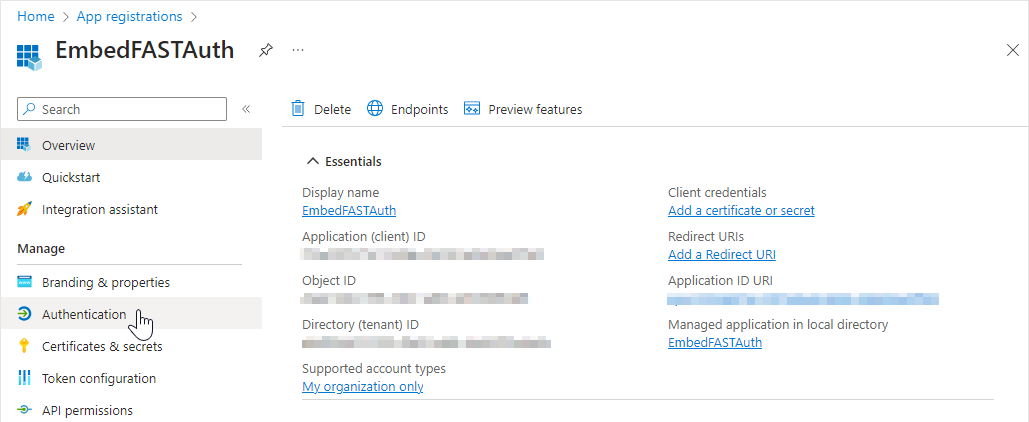 Home > App registrations >
EmbedFASTAuth ...
Search «
Overview
Quickstart
Integration assistant
Manage
Branding & properties
Authentication
Certificates & secrets
Token configuration
API permissions
Delete Endpoints Preview features
Essentials
Display name
EmbedFASTAuth
Application (client) ID
Object ID
Directory (tenant) ID
Supported account types
My organization only
Client credentials
Add a certificate or secret
Redirect URIs
Add a Redirect URI
Application ID URI
Managed application in local directory
EmbedFASTAuth